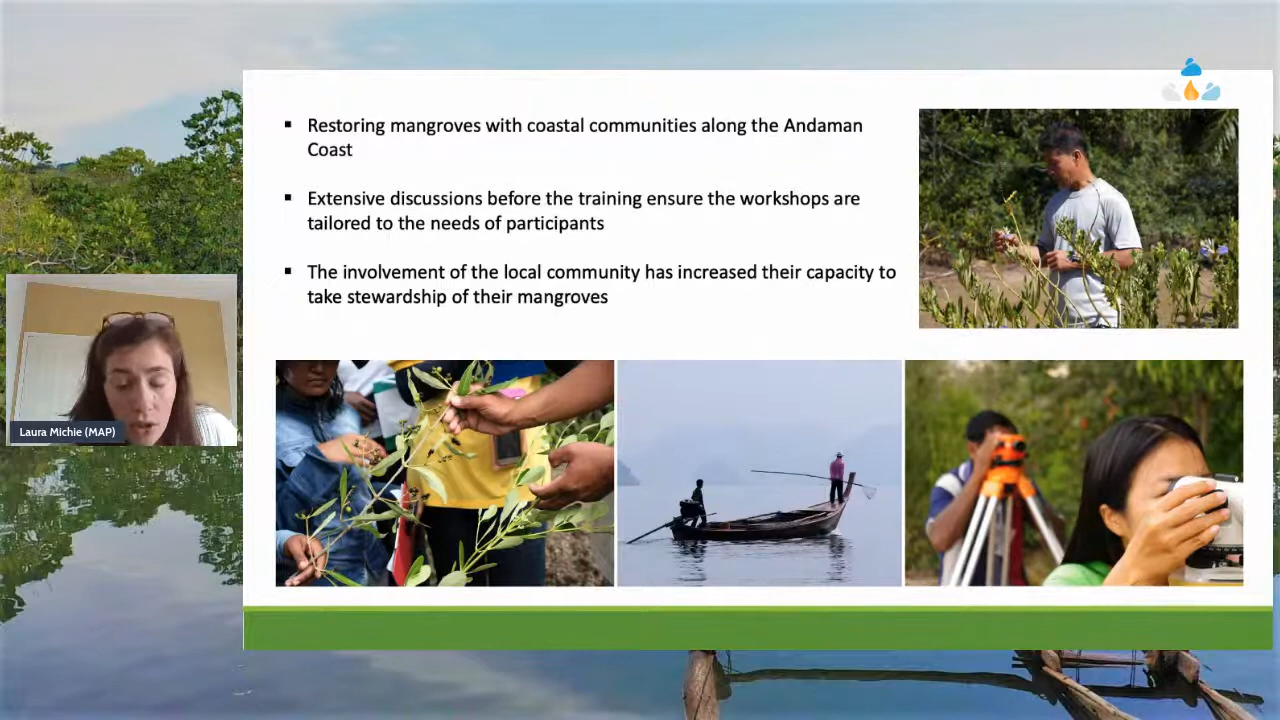 Restoring mangroves with coastal communities along the Andaman
Coast
Extensive discussions before the training ensure the workshops are
tailored to the needs of participants
The involvement of the local community has increased their capacity to
take stewardship of their mangroves
Laura Michie (MAP)